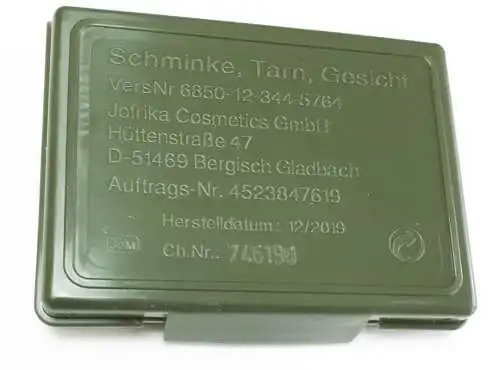 Schminke, Tarn, Gesicht
VersNr 6850-12-344-5764
Jofrika Cosmetics GmbH
Hüttenstraße 47
D-51469 Bergisch Gladbach
Auftrags-Nr. 4523847619
Herstelldatum: 12/2019
Ch.Nr.: